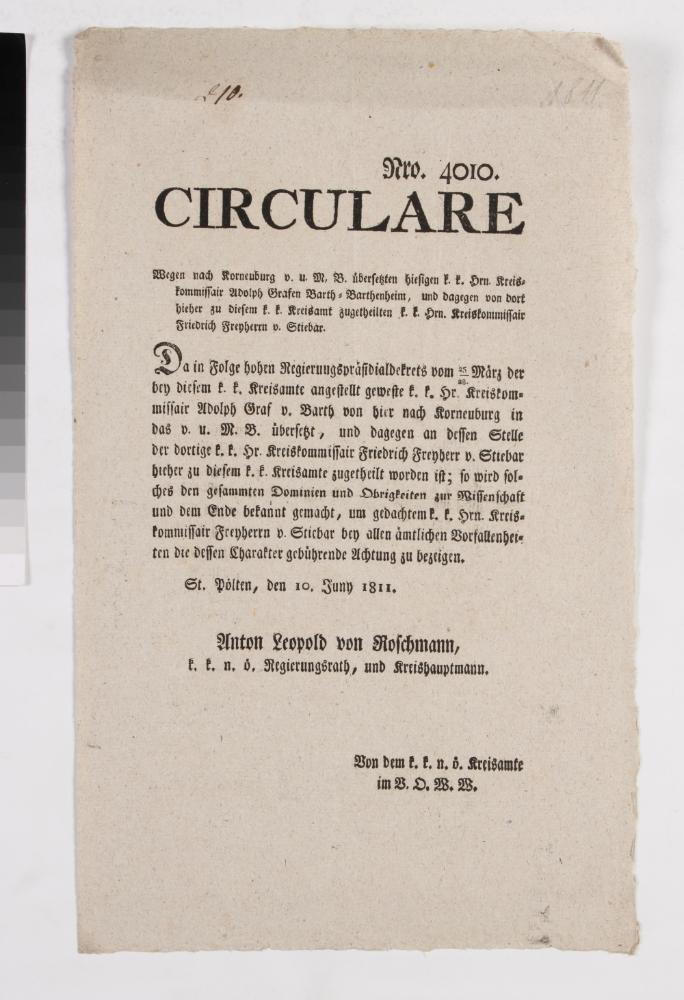 210.
1811
Nro. 4010.
CIRCULARE
Wegen nach Korneuburg v. u. M. B. übersetzten hiesigen k. k. Hrn. Kreis-
kommissair Adolph Grafen Barth-Barthenheim, und dagegen von dort
hieher zu diesem k. k. Kreisamt zugetheilten k. k. Hrn. Kreiskommissair
Friedrich Freyherrn v. Stiebar.
Da in Folge hohen Regierungspräsidialdekrets vom 25/28. März der
bey diesem k. k. Kreisamte angestellt geweste k. k. Hr. Kreiskom-
missair Adolph Graf v. Barth von hier nach Korneuburg in
das v. u. M. B. übersetzt, und dagegen an dessen Stelle
der dortige k. k. Hr. Kreiskommissair Friedrich Freyherr v. Stiebar
hieher zu diesem k. k. Kreisamte zugetheilt worden ist; so wird sol-
ches den gesammten Dominien und Obrigkeiten zur Wissenschaft
und dem Ende bekannt gemacht, um gedachtem k. k. Hrn. Kreis-
kommissair Freyherrn v. Stiebar bey allen ämtlichen Vorfallenhei-
ten die dessen Charakter gebührende Achtung zu bezeigen.
St. Pölten, den 10. Juny 1811.
Anton Leopold von Roschmann,
k. k. n. ö. Regierungsrath, und Kreishauptmann.
Von dem k. k. n. ö. Kreisamte
im V. O. W. W.